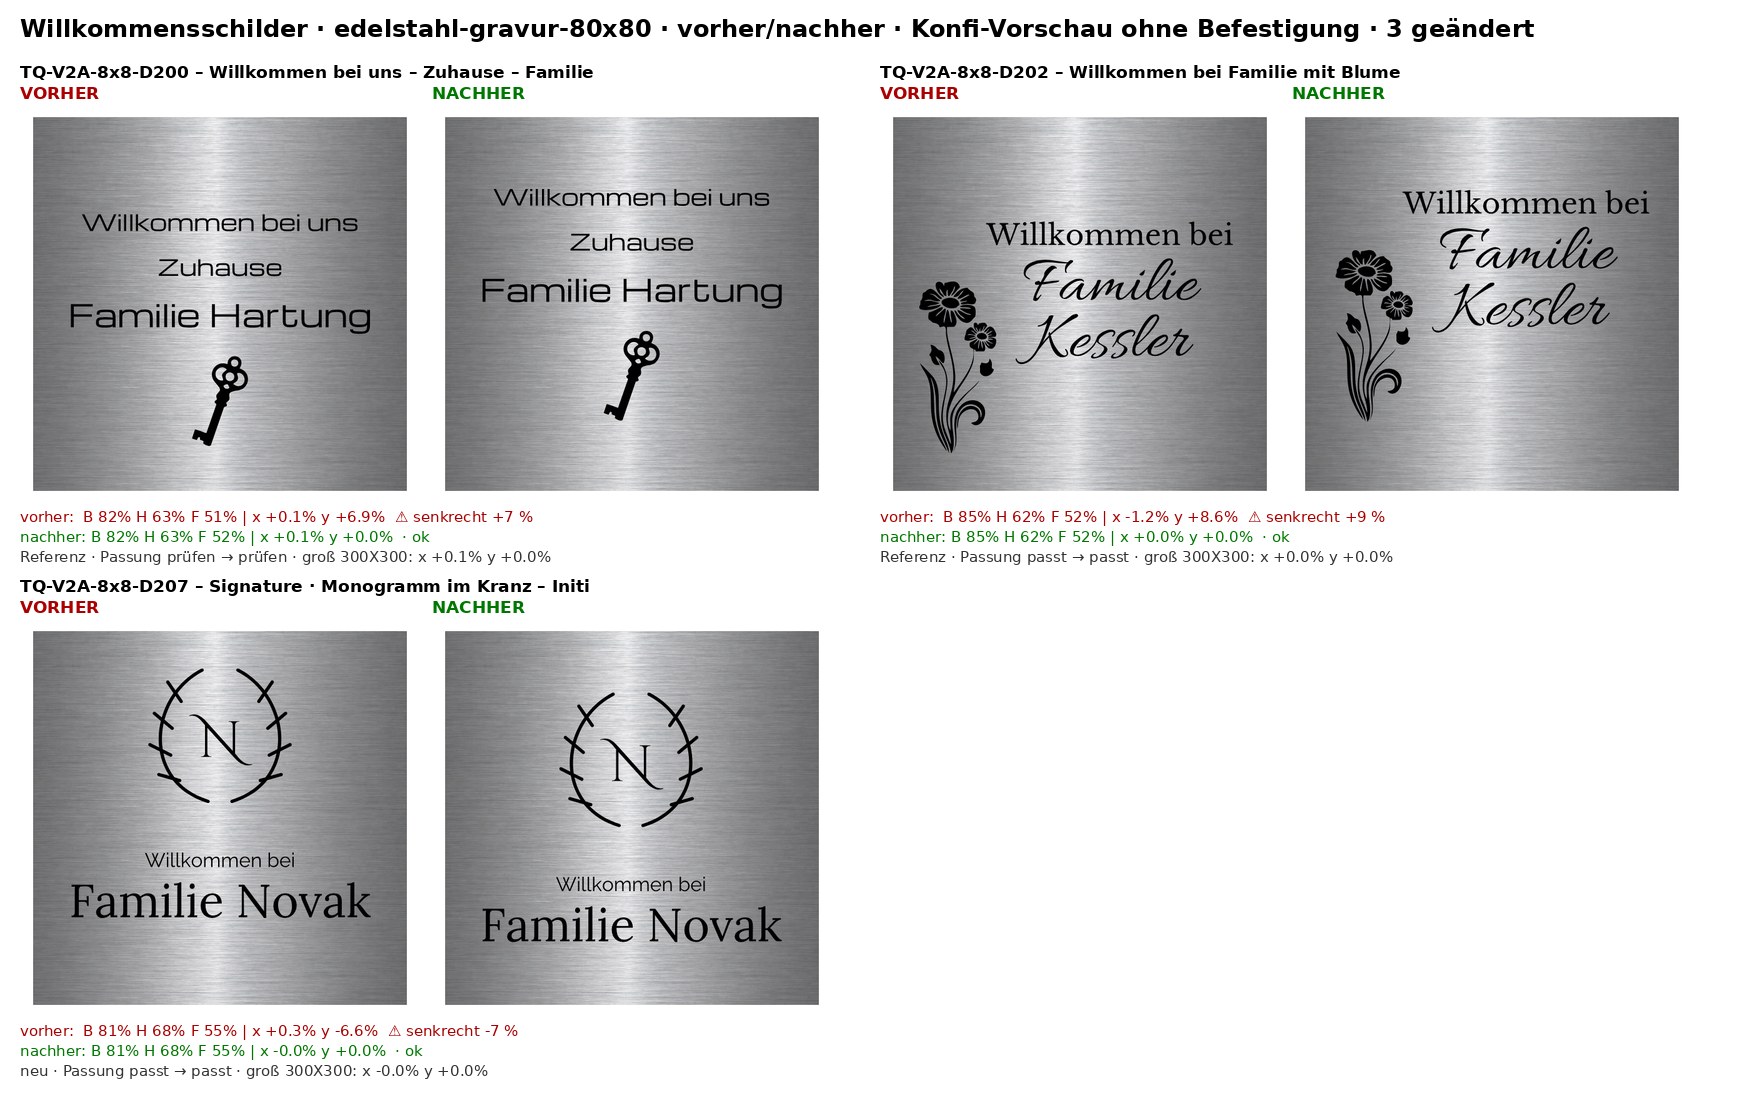 Willkommensschilder · edelstahl-gravur-80x80 · vorher/nachher · Konfi-Vorschau ohne Befestigung · 3 geändert
TQ-V2A-8x8-D200 – Willkommen bei uns – Zuhause – Familie
VORHER
NACHHER
Willkommen bei uns
Zuhause
Familie Hartung
Willkommen bei uns
Zuhause
Familie Hartung
vorher: B 82% H 63% F 51% | x +0.1% y +6.9% ⚠ senkrecht +7 %
nachher: B 82% H 63% F 52% | x +0.1% y +0.0% · ok
Referenz · Passung prüfen → prüfen · groß 300X300: x +0.1% y +0.0%
TQ-V2A-8x8-D202 – Willkommen bei Familie mit Blume
VORHER
NACHHER
Willkommen bei
Familie
Kessler
Willkommen bei
Familie
Kessler
vorher: B 85% H 62% F 52% | x -1.2% y +8.6% ⚠ senkrecht +9 %
nachher: B 85% H 62% F 52% | x +0.0% y +0.0% · ok
Referenz · Passung passt → passt · groß 300X300: x +0.0% y +0.0%
TQ-V2A-8x8-D207 – Signature · Monogramm im Kranz – Initi
VORHER
NACHHER
N
Willkommen bei
Familie Novak
N
Willkommen bei
Familie Novak
vorher: B 81% H 68% F 55% | x +0.3% y -6.6% ⚠ senkrecht -7 %
nachher: B 81% H 68% F 55% | x -0.0% y +0.0% · ok
neu · Passung passt → passt · groß 300X300: x -0.0% y +0.0%